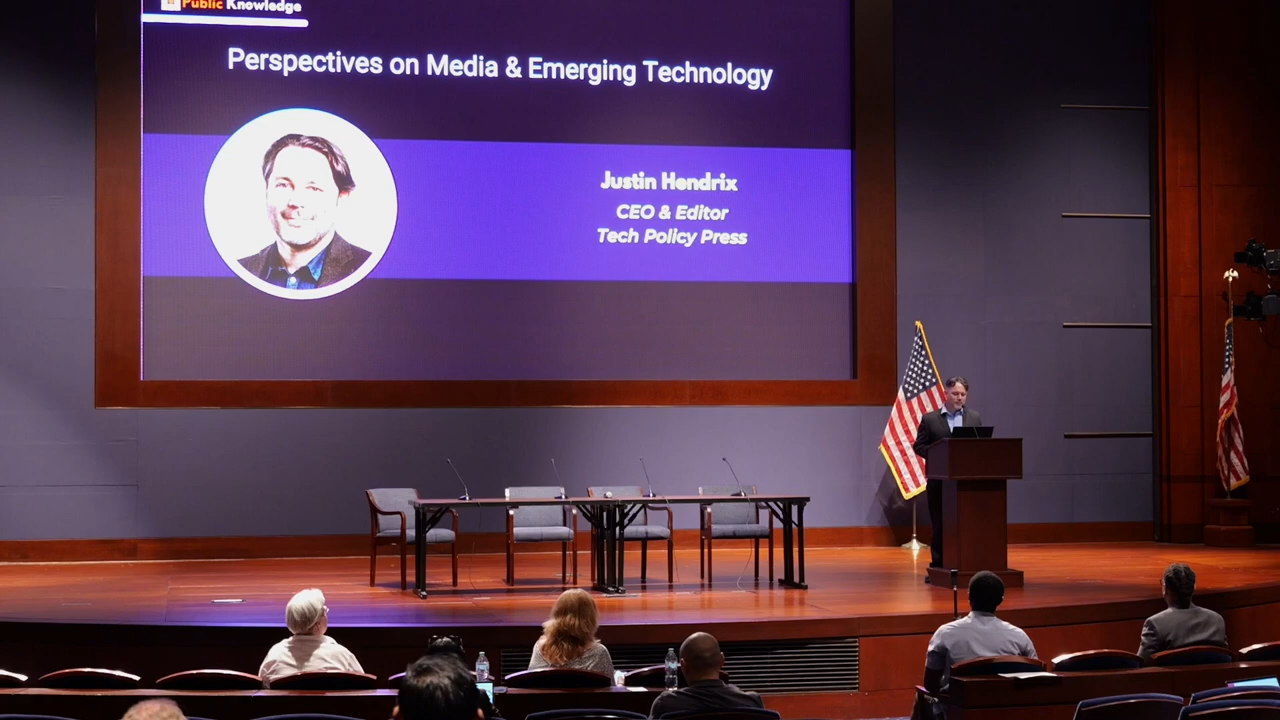 Public Knowledge
Perspectives on Media & Emerging Technology
Justin Hendrix
CEO & Editor
Tech Policy Press